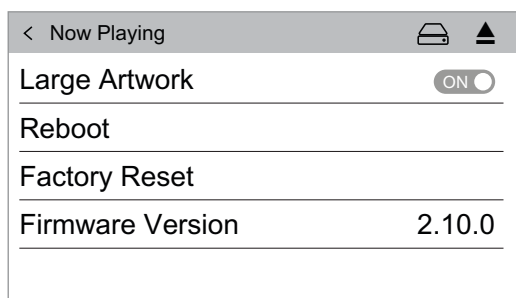 < Now Playing
Large Artwork ON
Reboot
Factory Reset
Firmware Version 2.10.0